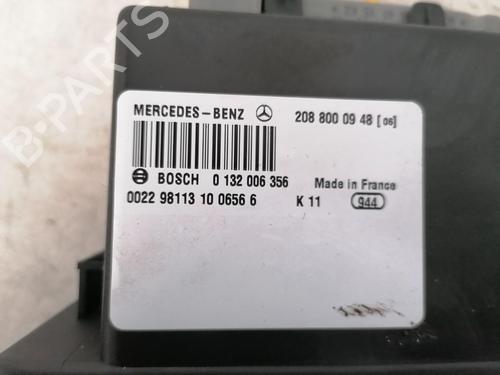 MERCEDES-BENZ 208 800 09 48 [06]
BOSCH 0 132 006 356 Made in France
0022 98113 10 0656 6 K 11 944
B-PARTS